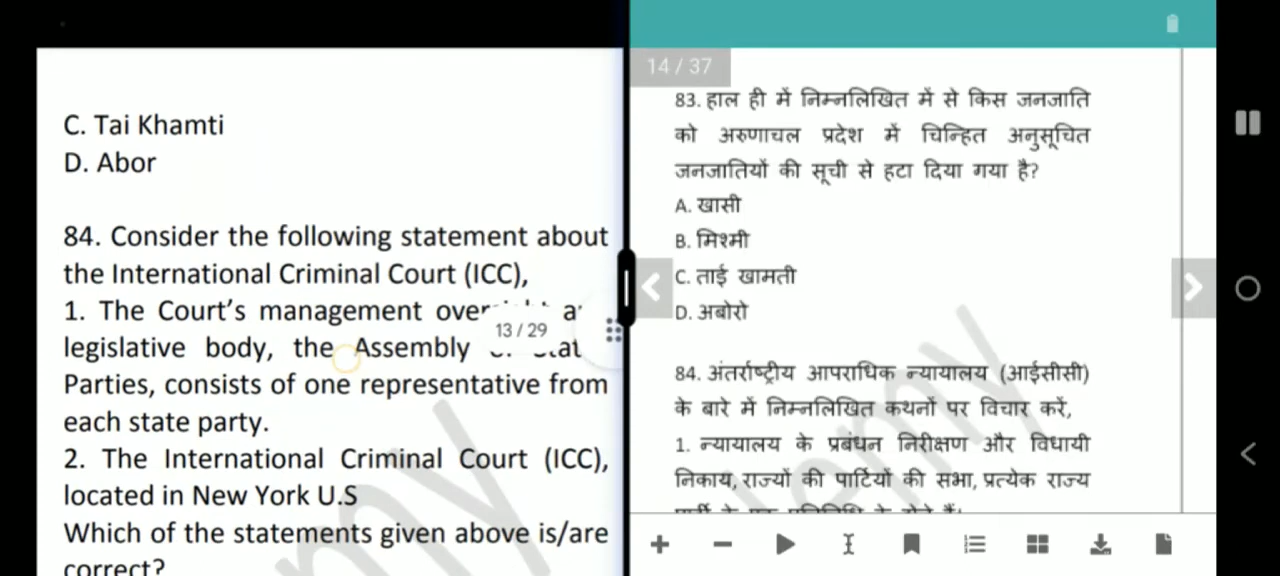 C. Tai Khamti
D. Abor
84. Consider the following statement about
the International Criminal Court (ICC),
1. The Court's management
legislative body, the Assembly
Parties, consists of one representative from
each state party.
2. The International Criminal Court (ICC),
located in New York U.S
Which of the statements given above is/are
correct?
13 / 29
14 / 37
83. हाल ही में निम्नलिखित में से किस जनजाति
को अरुणाचल प्रदेश में चिन्हित अनुसूचित
जनजातियों की सूची से हटा दिया गया है?
A. खासी
B. मिश्मी
C. ताई खामती
D. अबोरो
84. अंतर्राष्ट्रीय आपराधिक न्यायालय (आईसीसी)
के बारे में निम्नलिखित कथनों पर विचार करें,
1. न्यायालय के प्रबंधन निरीक्षण और विधायी
निकाय, राज्यों की पार्टियों की सभा, प्रत्येक राज्य